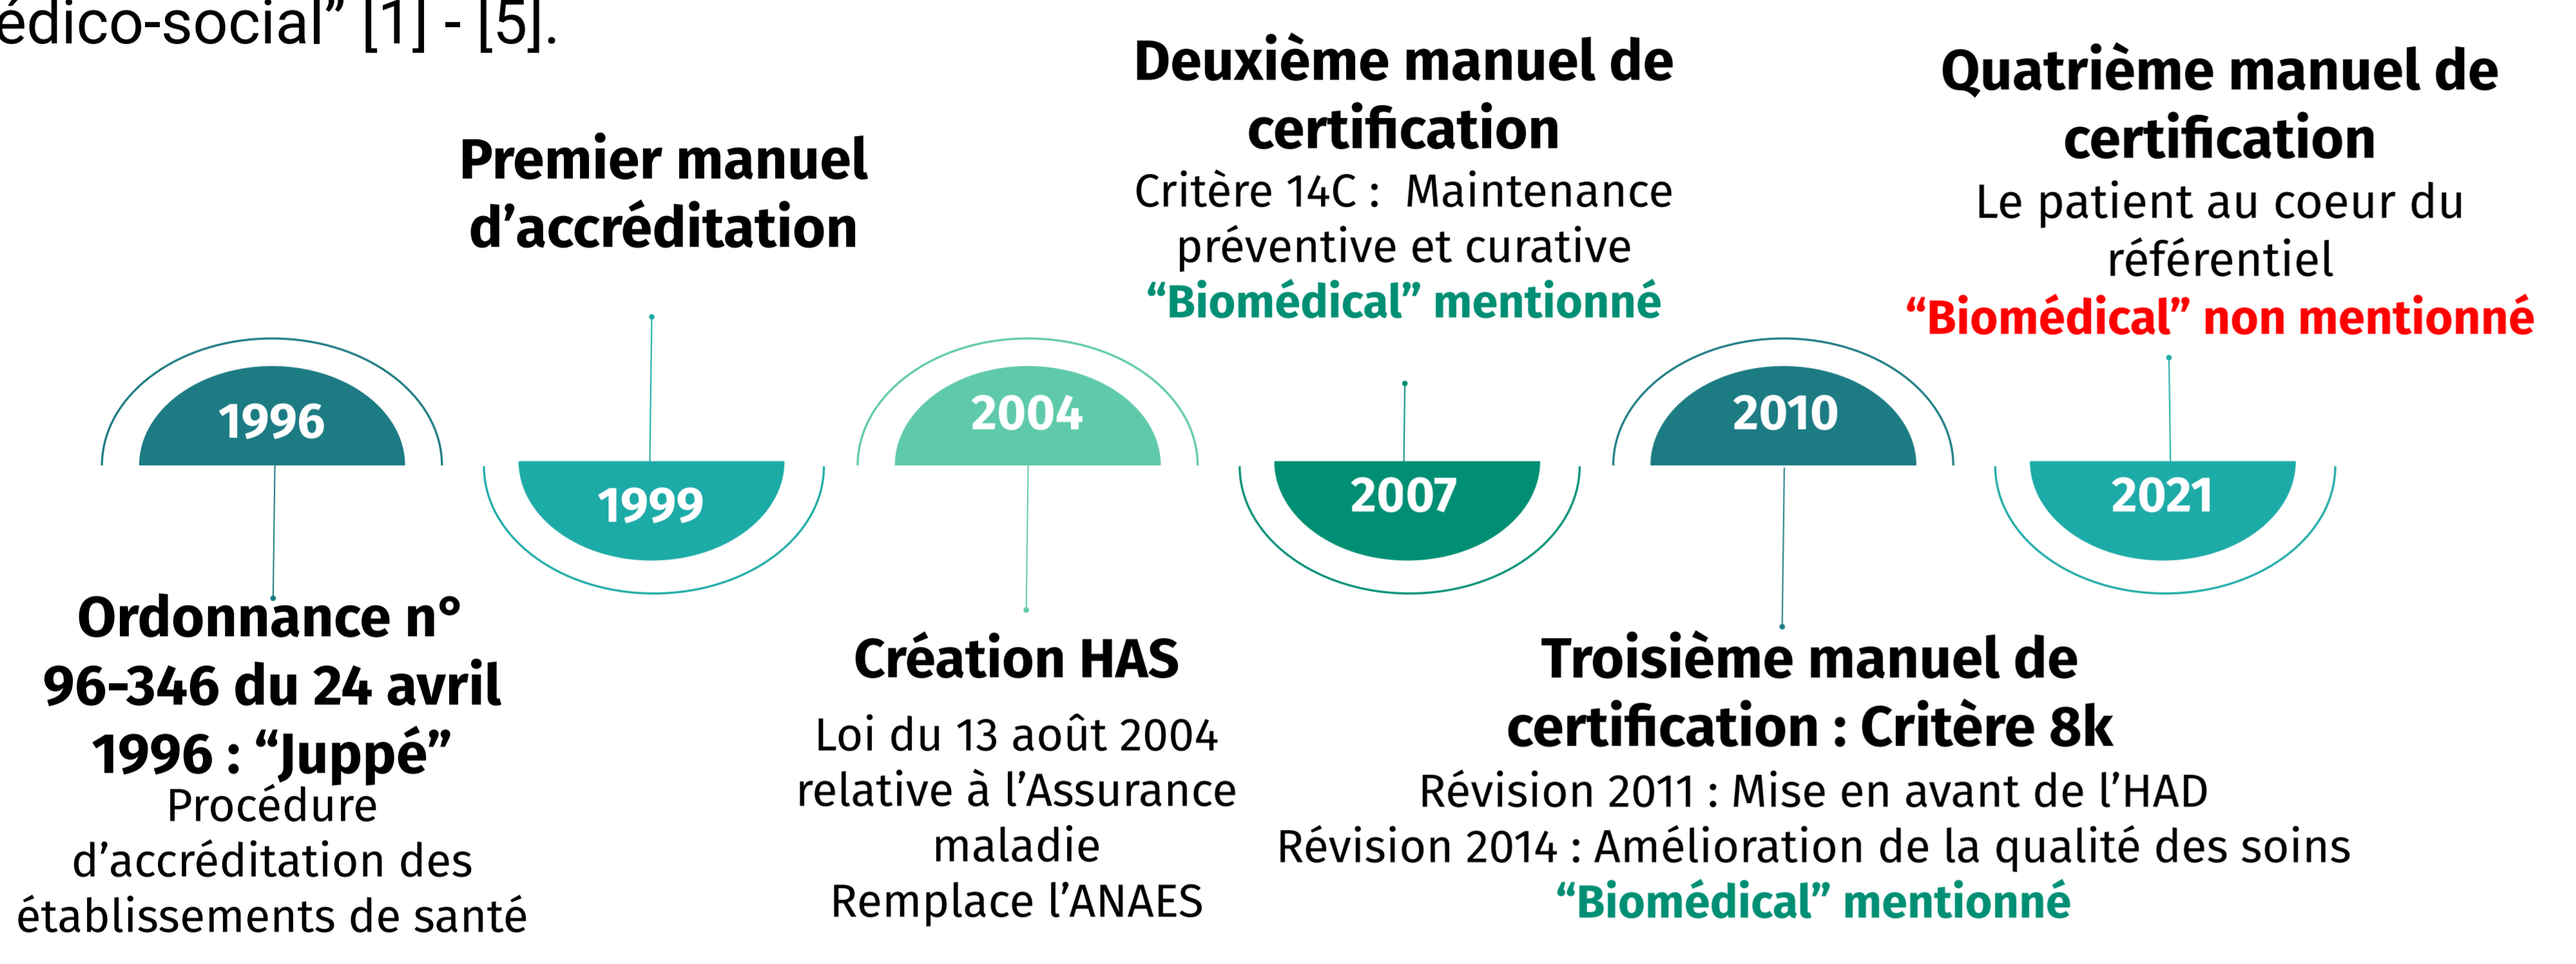 édico-social” [1] - [5].
1996
Ordonnance n°
96-346 du 24 avril
1996 : “Juppé”
Procédure
d’accréditation des
établissements de santé
Premier manuel
d’accréditation
1999
2004
Création HAS
Loi du 13 août 2004
relative à l’Assurance
maladie
Remplace l’ANAES
Deuxième manuel de
certification
Critère 14C : Maintenance
préventive et curative
“Biomédical” mentionné
2007
2010
Troisième manuel de
certification : Critère 8k
Révision 2011 : Mise en avant de l’HAD
Révision 2014 : Amélioration de la qualité des soins
“Biomédical” mentionné
Quatrième manuel de
certification
Le patient au coeur du
référentiel
“Biomédical” non mentionné
2021